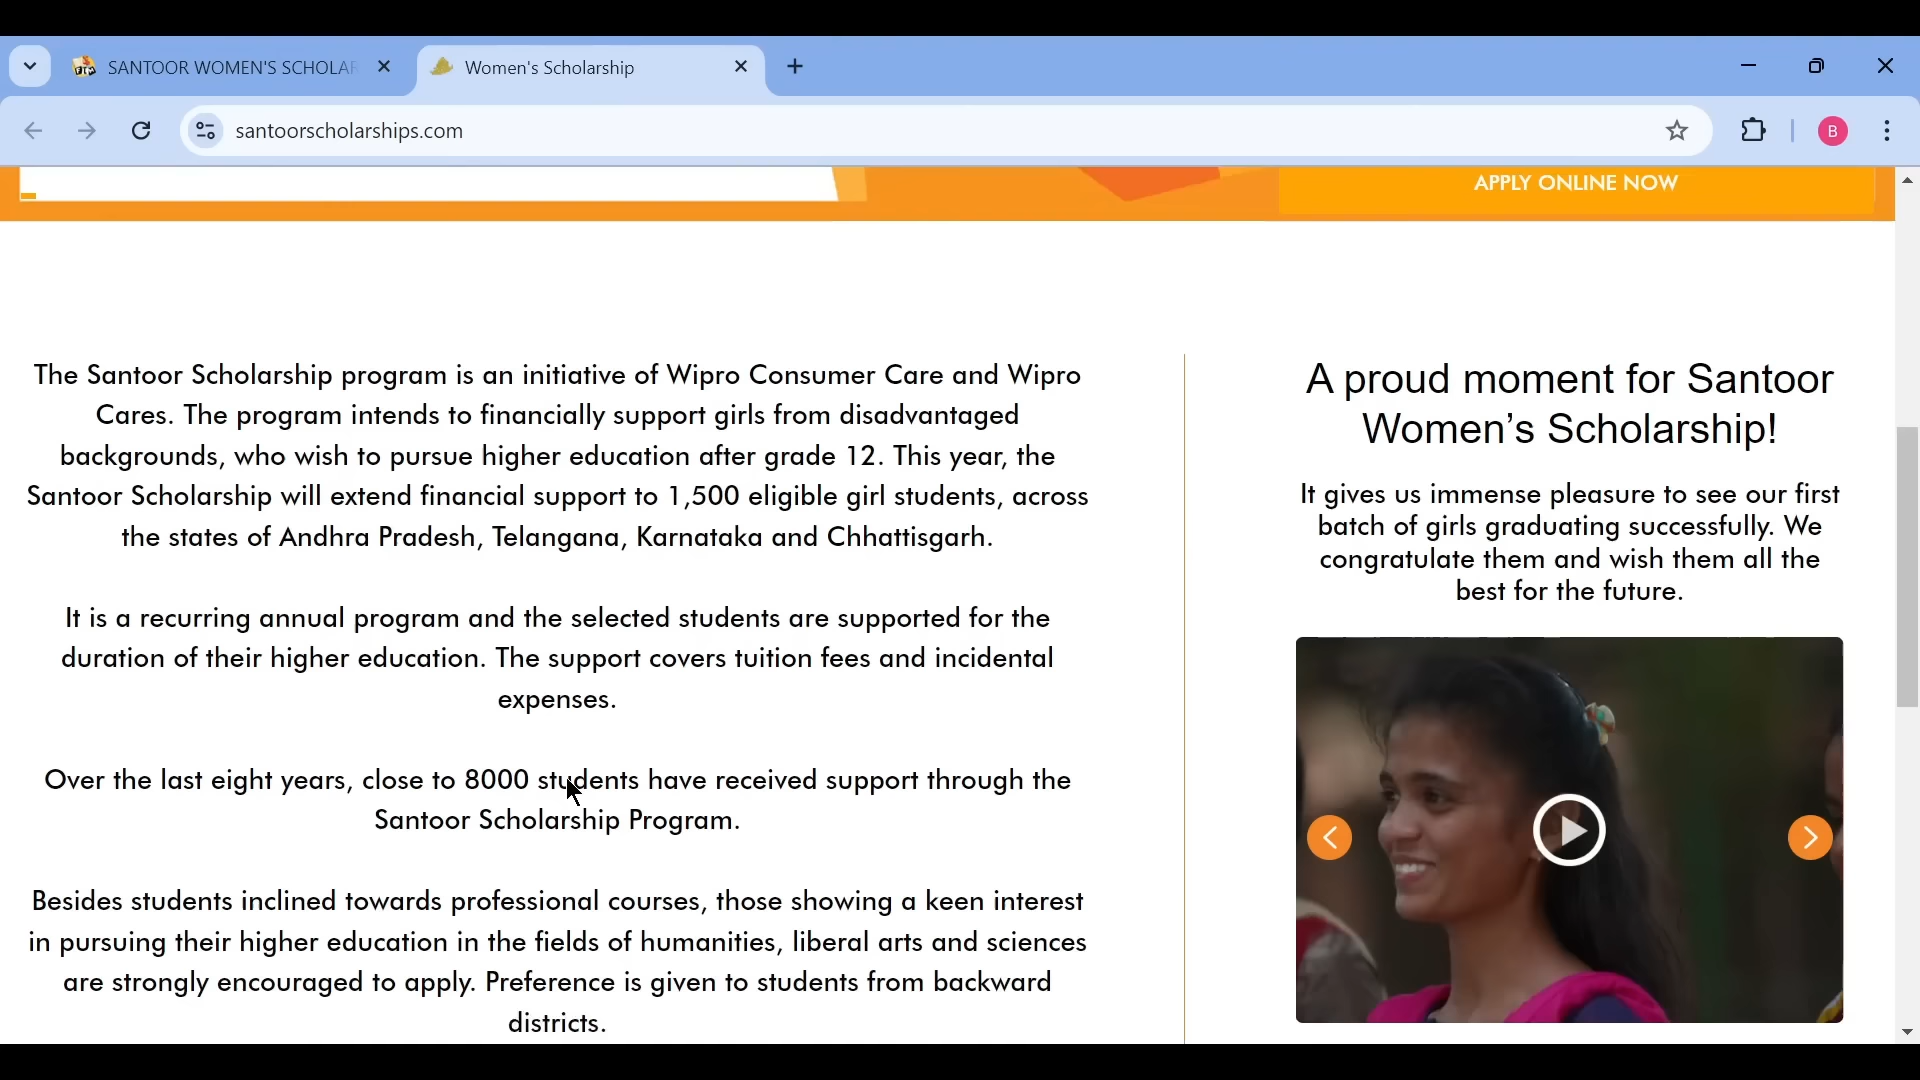 SANTOOR WOMEN'S SCHOLAR
Women's Scholarship
santoorscholarships.com
B
APPLY ONLINE NOW
The Santoor Scholarship program is an initiative of Wipro Consumer Care and Wipro
Cares. The program intends to financially support girls from disadvantaged
backgrounds, who wish to pursue higher education after grade 12. This year, the
Santoor Scholarship will extend financial support to 1,500 eligible girl students, across
the states of Andhra Pradesh, Telangana, Karnataka and Chhattisgarh.
It is a recurring annual program and the selected students are supported for the
duration of their higher education. The support covers tuition fees and incidental
expenses.
Over the last eight years, close to 8000 students have received support through the
Santoor Scholarship Program.
Besides students inclined towards professional courses, those showing a keen interest
in pursuing their higher education in the fields of humanities, liberal arts and sciences
are strongly encouraged to apply. Preference is given to students from backward
districts.
A proud moment for Santoor
Women’s Scholarship!
It gives us immense pleasure to see our first
batch of girls graduating successfully. We
congratulate them and wish them all the
best for the future.